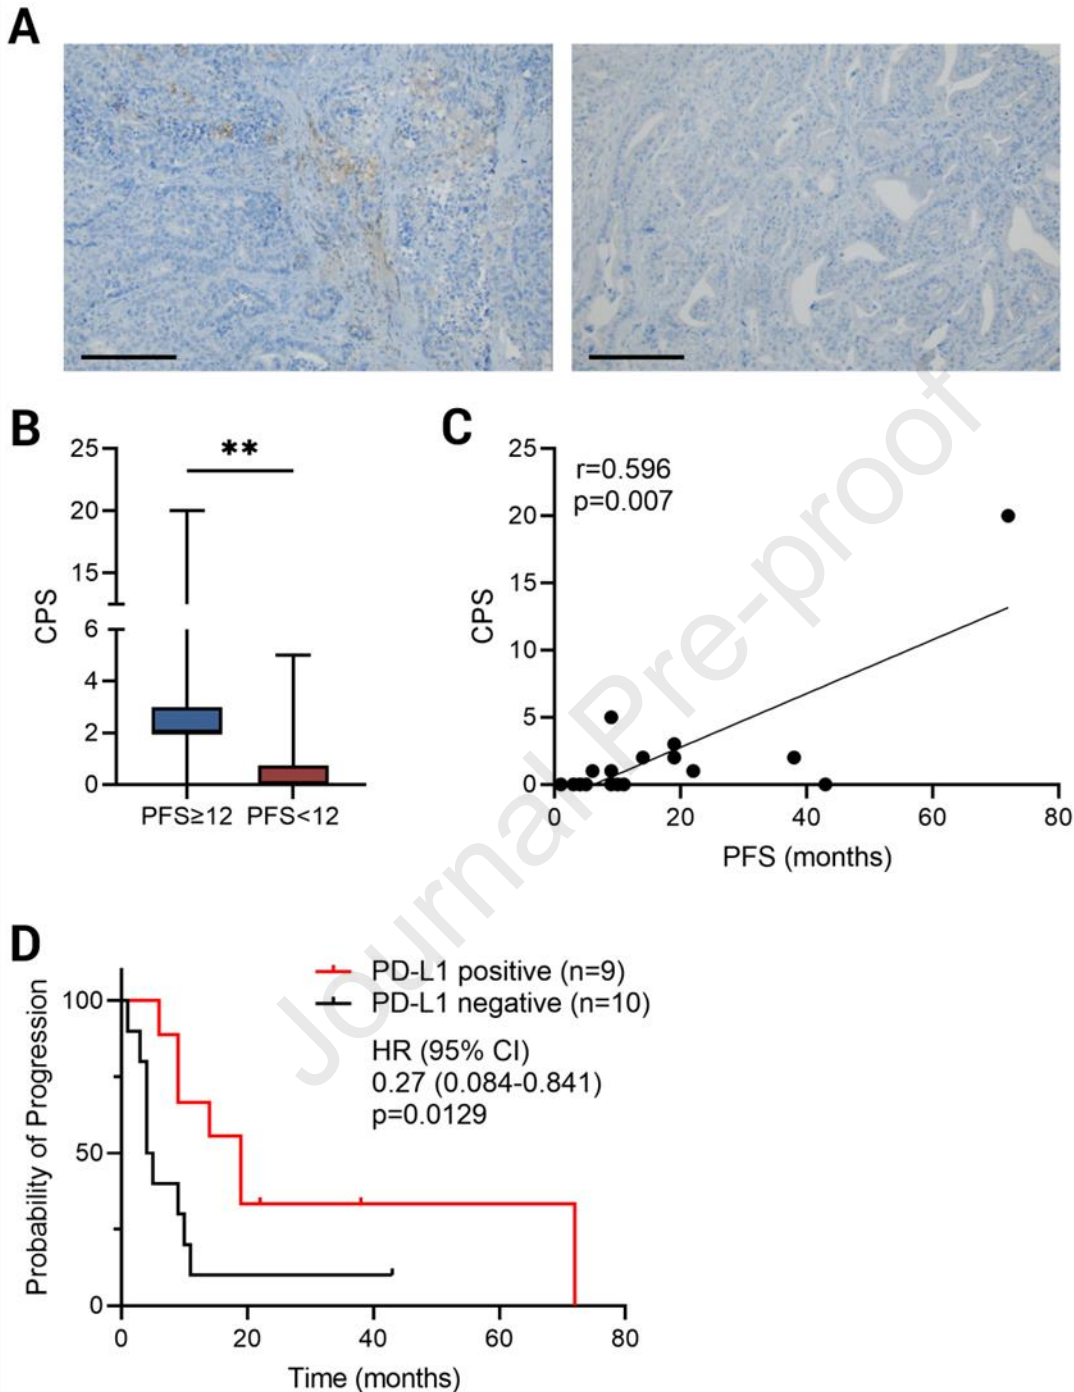 A
B
25
20
15
6
4
2
0
CPS
**
PFS≥12 PFS<12
C
25
20
15
10
5
0
CPS
r=0.596
p=0.007
0 20 40 60 80
PFS (months)
Journal Pre-proof
D
PD-L1 positive (n=9)
PD-L1 negative (n=10)
HR (95% CI)
0.27 (0.084-0.841)
p=0.0129
Probability of Progression
100
50
0
0 20 40 60 80
Time (months)